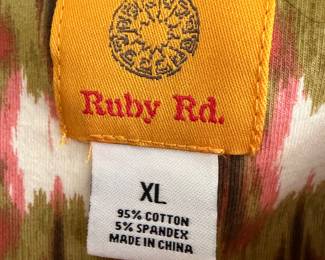 Ruby Rd.
XL
95% COTTON
5% SPANDEX
MADE IN CHINA